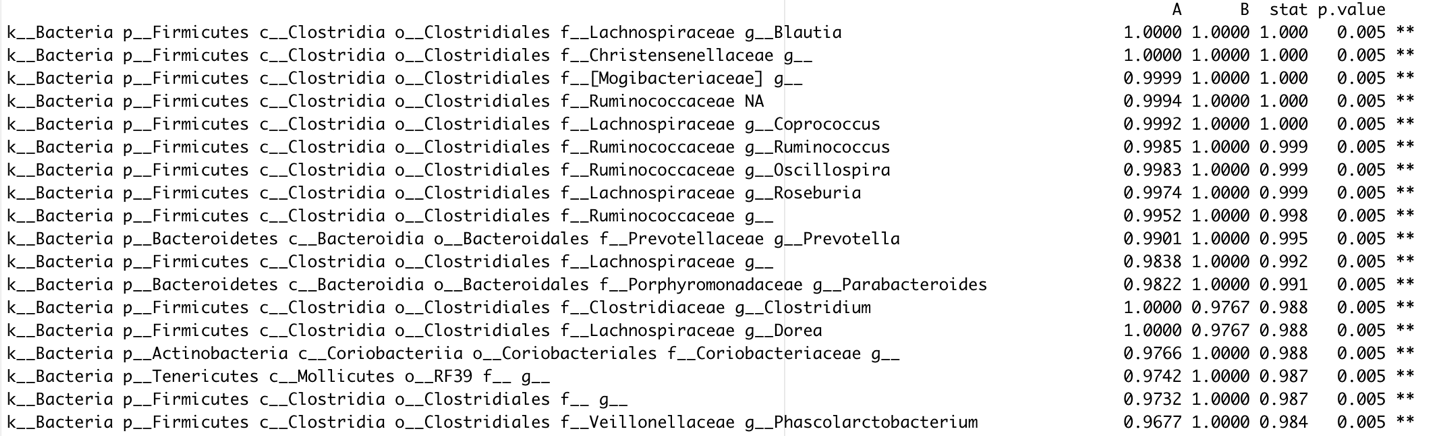 A B stat p.value
k__Bacteria p__Firmicutes c__Clostridia o__Clostridiales f__Lachnospiraceae g__Blautia 1.0000 1.0000 1.000 0.005 **
k__Bacteria p__Firmicutes c__Clostridia o__Clostridiales f__Christensenellaceae g__ 1.0000 1.0000 1.000 0.005 **
k__Bacteria p__Firmicutes c__Clostridia o__Clostridiales f__[Mogibacteriaceae] g__ 0.9999 1.0000 1.000 0.005 **
k__Bacteria p__Firmicutes c__Clostridia o__Clostridiales f__Ruminococcaceae NA 0.9994 1.0000 1.000 0.005 **
k__Bacteria p__Firmicutes c__Clostridia o__Clostridiales f__Lachnospiraceae g__Coprococcus 0.9992 1.0000 1.000 0.005 **
k__Bacteria p__Firmicutes c__Clostridia o__Clostridiales f__Ruminococcaceae g__Ruminococcus 0.9985 1.0000 0.999 0.005 **
k__Bacteria p__Firmicutes c__Clostridia o__Clostridiales f__Ruminococcaceae g__Oscillospira 0.9983 1.0000 0.999 0.005 **
k__Bacteria p__Firmicutes c__Clostridia o__Clostridiales f__Lachnospiraceae g__Roseburia 0.9974 1.0000 0.999 0.005 **
k__Bacteria p__Firmicutes c__Clostridia o__Clostridiales f__Ruminococcaceae g__ 0.9952 1.0000 0.998 0.005 **
k__Bacteria p__Bacteroidetes c__Bacteroidia o__Bacteroidales f__Prevotellaceae g__Prevotella 0.9901 1.0000 0.995 0.005 **
k__Bacteria p__Firmicutes c__Clostridia o__Clostridiales f__Lachnospiraceae g__ 0.9838 1.0000 0.992 0.005 **
k__Bacteria p__Bacteroidetes c__Bacteroidia o__Bacteroidales f__Porphyromonadaceae g__Parabacteroides 0.9822 1.0000 0.991 0.005 **
k__Bacteria p__Firmicutes c__Clostridia o__Clostridiales f__Clostridiaceae g__Clostridium 1.0000 0.9767 0.988 0.005 **
k__Bacteria p__Firmicutes c__Clostridia o__Clostridiales f__Lachnospiraceae g__Dorea 1.0000 0.9767 0.988 0.005 **
k__Bacteria p__Actinobacteria c__Coriobacteriia o__Coriobacteriales f__Coriobacteriaceae g__ 0.9766 1.0000 0.988 0.005 **
k__Bacteria p__Tenericutes c__Mollicutes o__RF39 f__ g__ 0.9742 1.0000 0.987 0.005 **
k__Bacteria p__Firmicutes c__Clostridia o__Clostridiales f__ g__ 0.9732 1.0000 0.987 0.005 **
k__Bacteria p__Firmicutes c__Clostridia o__Clostridiales f__Veillonellaceae g__Phascolarctobacterium 0.9677 1.0000 0.984 0.005 **